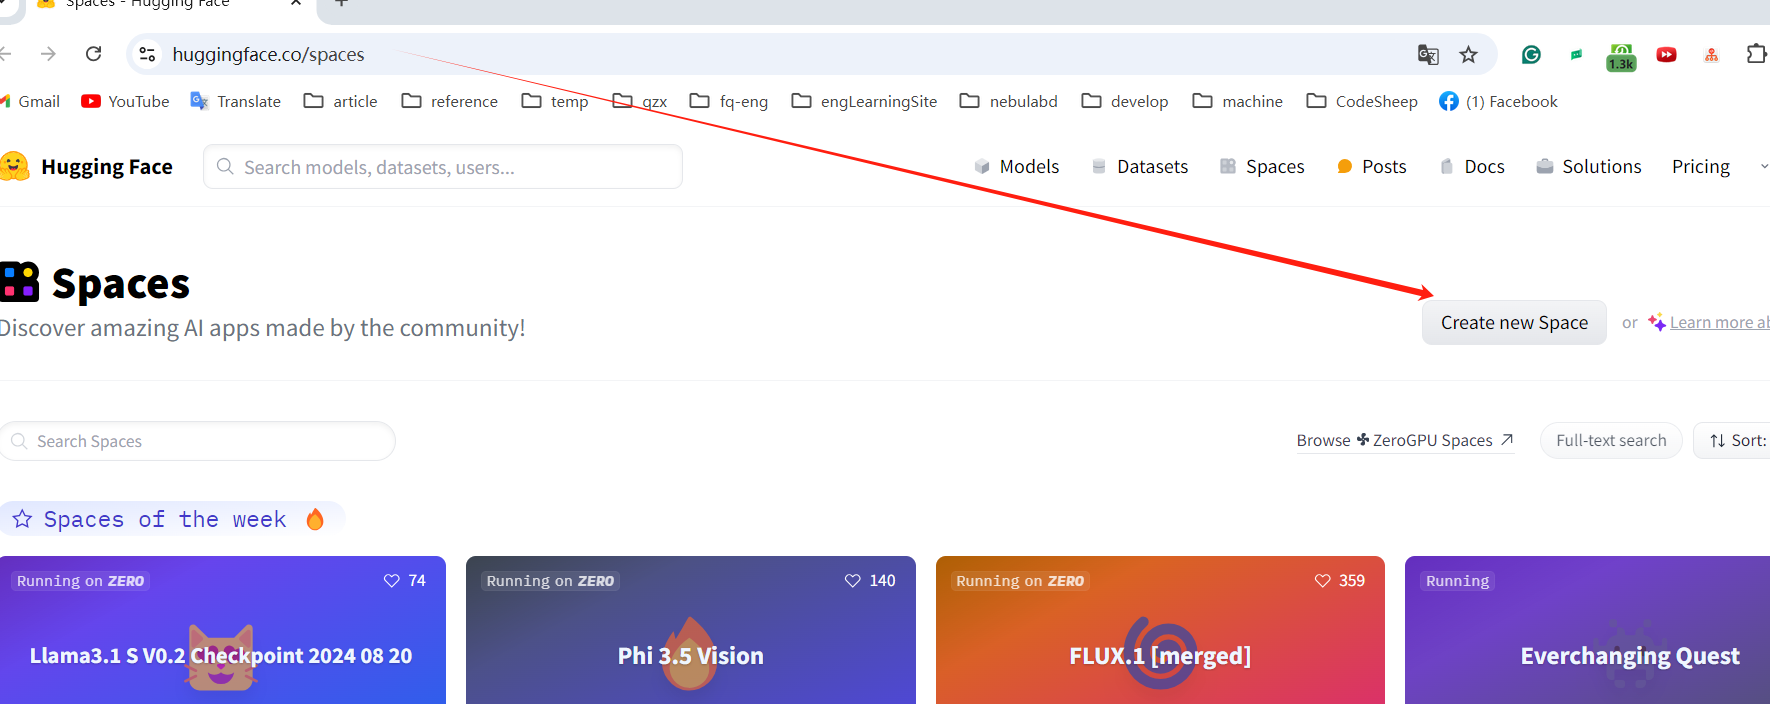 Spaces - Hugging Face
huggingface.co/spaces
1.3k
Gmail YouTube Translate article reference temp qzx fq-eng engLearningSite nebulabd develop machine CodeSheep (1) Facebook
Hugging Face Search models, datasets, users... Models Datasets Spaces Posts Docs Solutions Pricing
Spaces
Discover amazing AI apps made by the community!
Create new Space or Learn more
Search Spaces Browse ZeroGPU Spaces Full-text search Sort:
Spaces of the week
Running on ZERO 74 Running on ZERO 140 Running on ZERO 359 Running
Llama3.1 S V0.2 Checkpoint 2024 08 20 Phi 3.5 Vision FLUX.1 [merged] Everchanging Quest